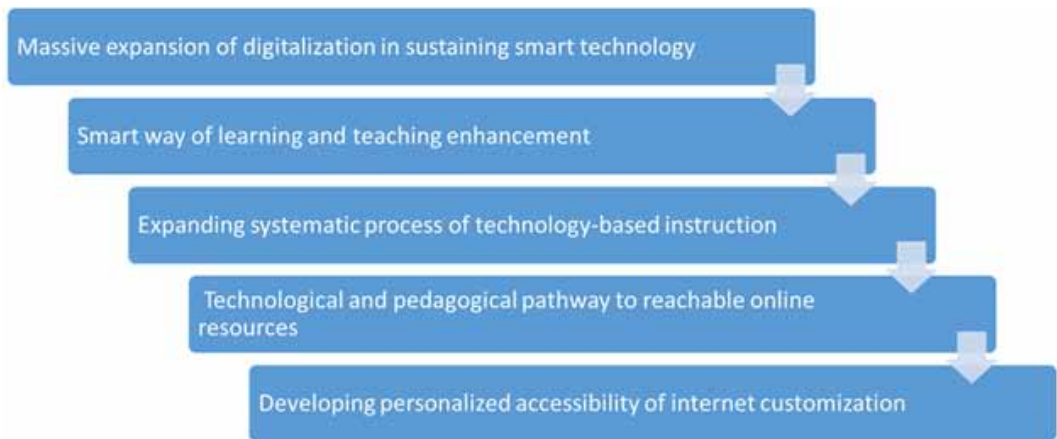 Massive expansion of digitalization in sustaining smart technology
Smart way of learning and teaching enhancement
Expanding systematic process of technology-based instruction
Technological and pedagogical pathway to reachable online
resources
Developing personalized accessibility of internet customization